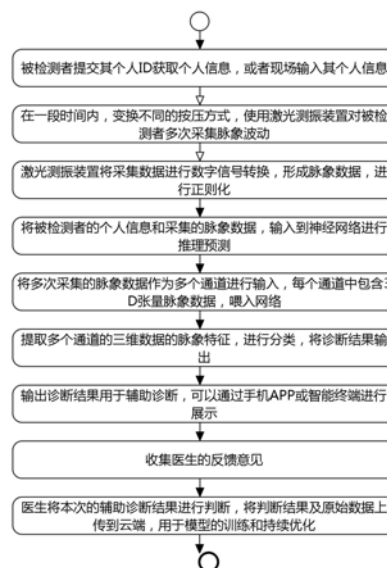 被检测者提交其个人ID获取个人信息，或者现场输入其个人信息
在一段时间内，变换不同的按压方式，使用激光测振装置对被检
测者多次采集脉象波动
激光测振装置将采集数据进行数字信号转换，形成脉象数据，进
行正则化
将被检测者的个人信息和采集的脉象数据，输入到神经网络进行
推理预测
将多次采集的脉象数据作为多个通道进行输入，每个通道中包含3
D张量脉象数据，喂入网络
提取多个通道的三维数据的脉象特征，进行分类，将诊断结果输
出
输出诊断结果用于辅助诊断，可以通过手机APP或智能终端进行
展示
收集医生的反馈意见
医生将本次的辅助诊断结果进行判断，将判断结果及原始数据上
传到云端，用于模型的训练和持续优化